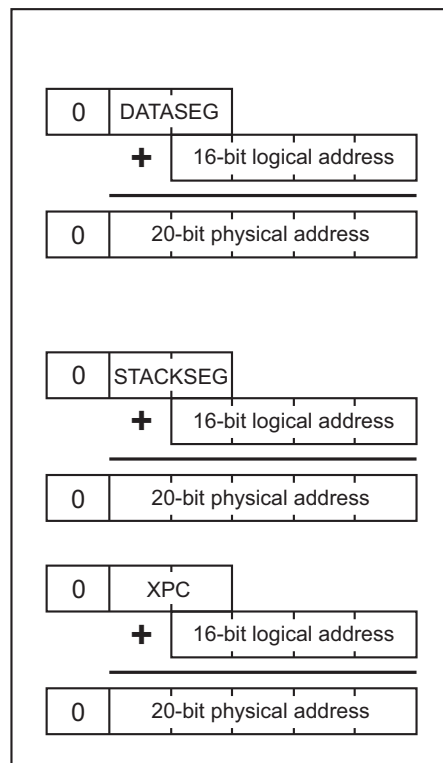 0 DATASEG
+ 16-bit logical address
0 20-bit physical address
0 STACKSEG
+ 16-bit logical address
0 20-bit physical address
0 XPC
+ 16-bit logical address
0 20-bit physical address